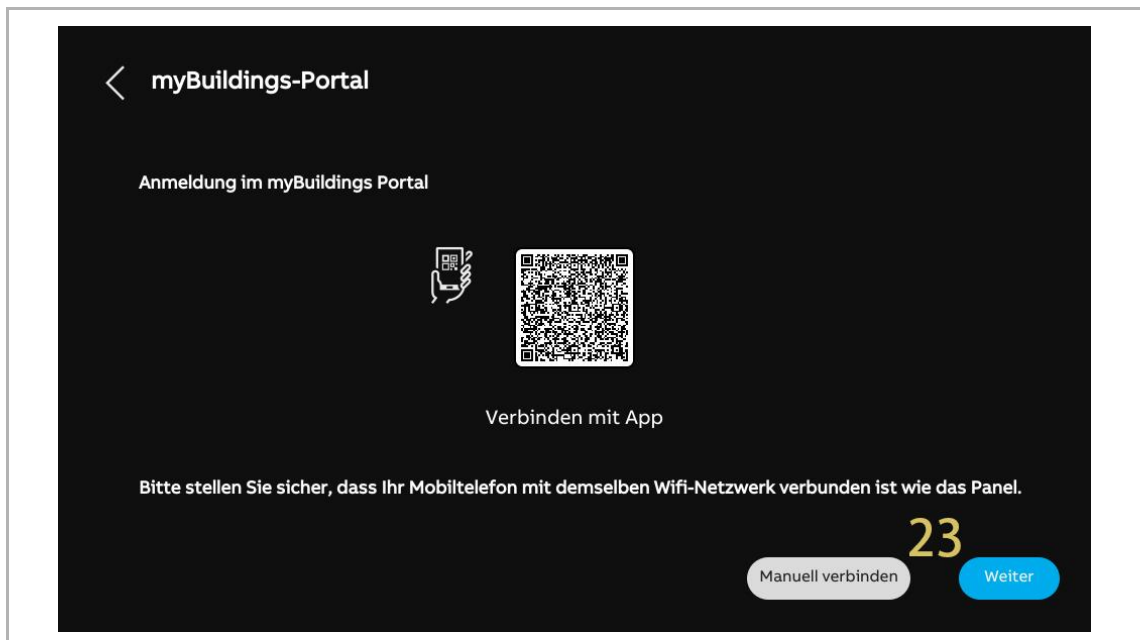 myBuildings-Portal
Anmeldung im myBuildings Portal
Verbinden mit App
Bitte stellen Sie sicher, dass Ihr Mobiltelefon mit demselben Wifi-Netzwerk verbunden ist wie das Panel.
23
Manuell verbinden
Weiter